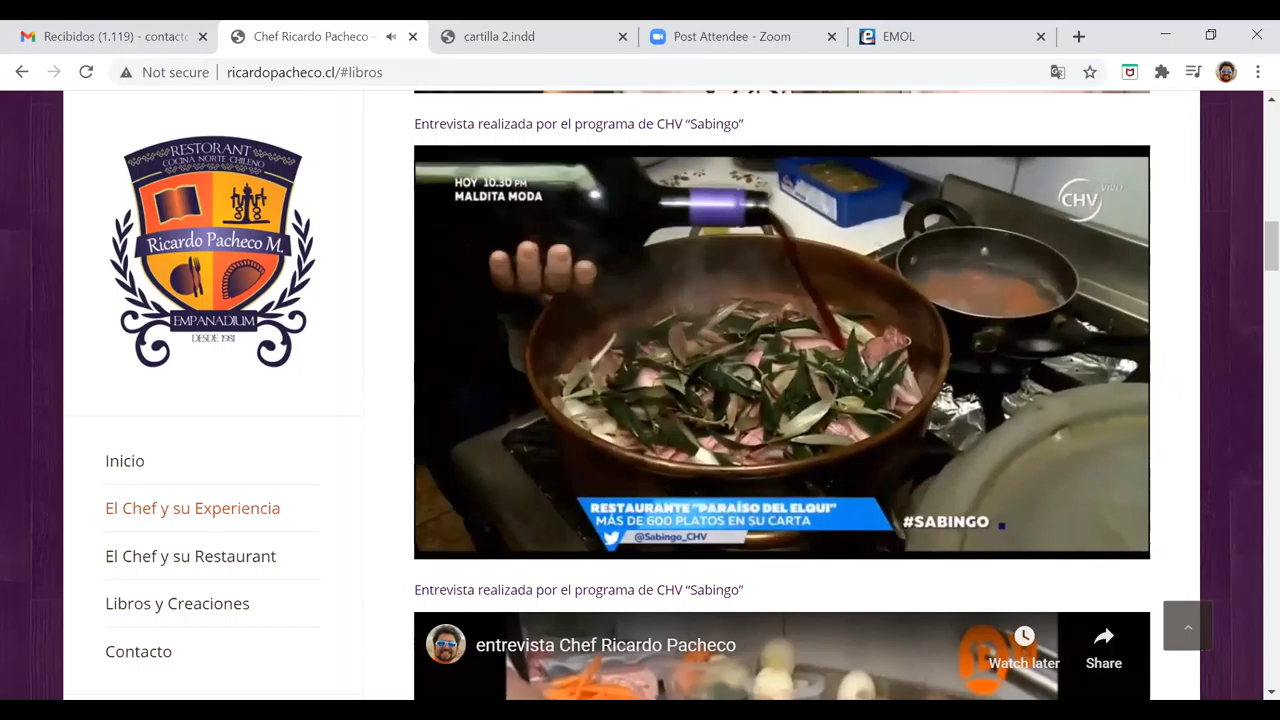 Recibidos (1.119) - contacto
Chef Ricardo Pacheco -
cartilla 2.indd
Post Attendee - Zoom
EMOL
Not secure
ricardopacheco.cl/#libros
RESTORANT
COCINA NORTE CHILENO
Ricardo Pacheco M.
EMPANADIUM
DESDE 1981
Inicio
El Chef y su Experiencia
El Chef y su Restaurant
Libros y Creaciones
Contacto
Entrevista realizada por el programa de CHV “Sabingo”
HOY 10.30 PM
MALDITA MODA
CHV
VIVO
RESTAURANTE "PARAÍSO DEL ELQUI"
MÁS DE 600 PLATOS EN SU CARTA
@Sabingo_CHV
#SABINGO
Entrevista realizada por el programa de CHV “Sabingo”
entrevista Chef Ricardo Pacheco
Watch later
Share